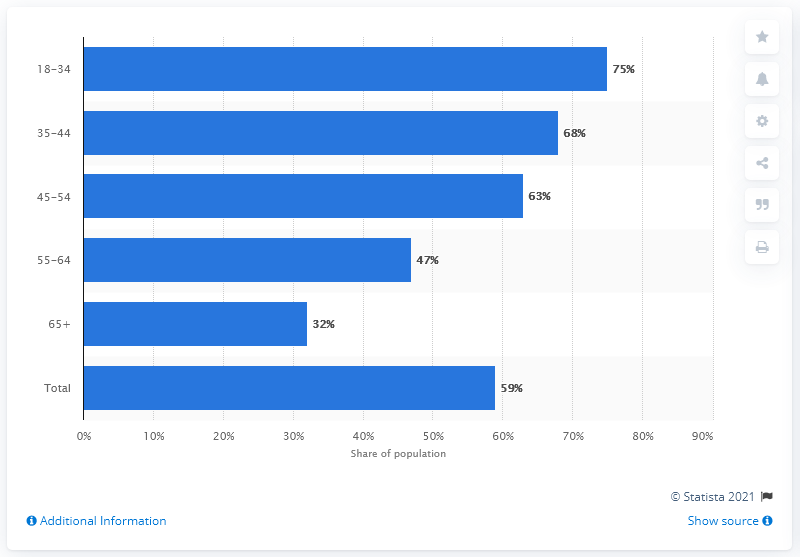 18–34 75%
35–44 68%
45–54 63%
55–64 47%
65+ 32%
Total 59%
0% 10% 20% 30% 40% 50% 60% 70% 80% 90%
Share of population
© Statista 2021
Additional Information Show source